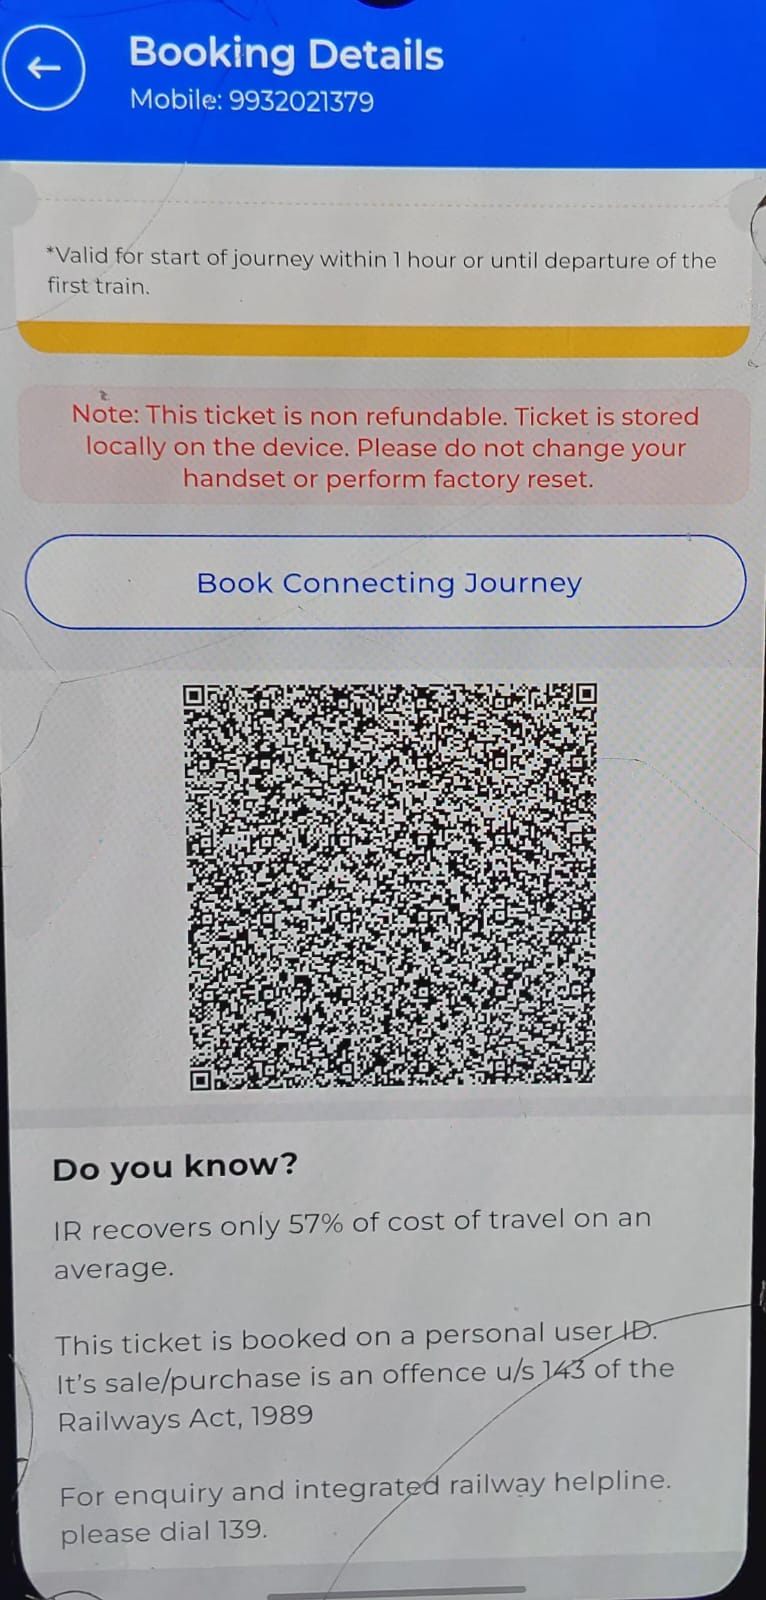 Booking Details
Mobile: 9932021379
*Valid for start of journey within 1 hour or until departure of the
first train.
Note: This ticket is non refundable. Ticket is stored
locally on the device. Please do not change your
handset or perform factory reset.
Book Connecting Journey
Do you know?
IR recovers only 57% of cost of travel on an
average.
This ticket is booked on a personal user ID.
It's sale/purchase is an offence u/s 143 of the
Railways Act, 1989
For enquiry and integrated railway helpline.
please dial 139.